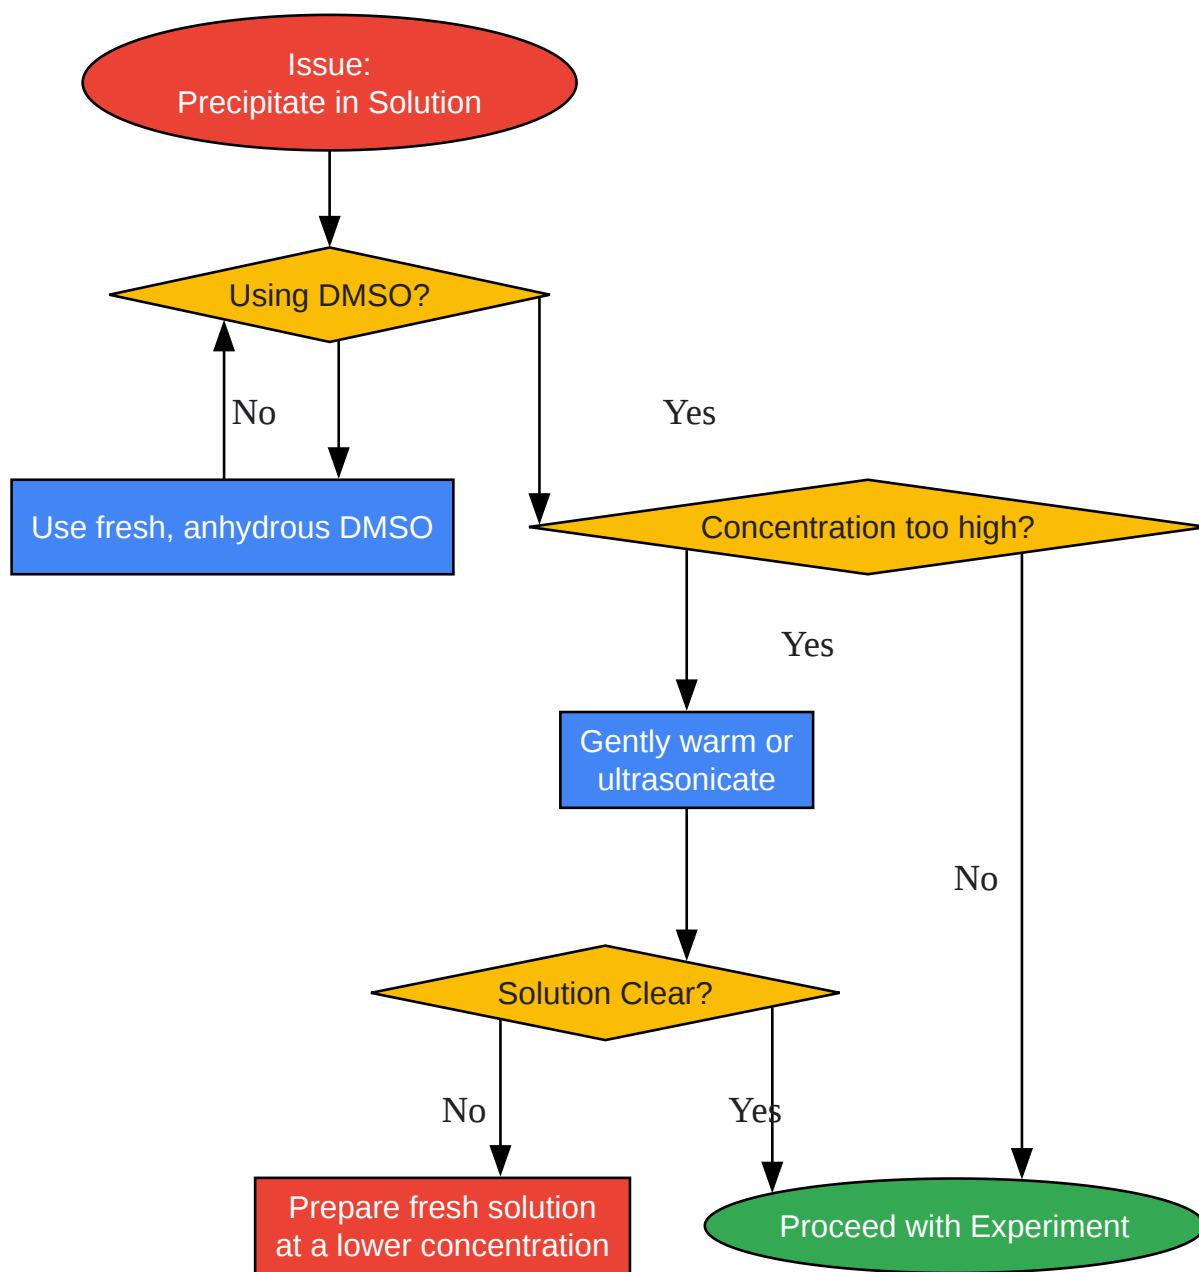 Issue:
Precipitate in Solution
Using DMSO?
No
Yes
Use fresh, anhydrous DMSO
Concentration too high?
Yes
Gently warm or
ultrasonicate
No
Solution Clear?
No
Yes
Prepare fresh solution
at a lower concentration
Proceed with Experiment